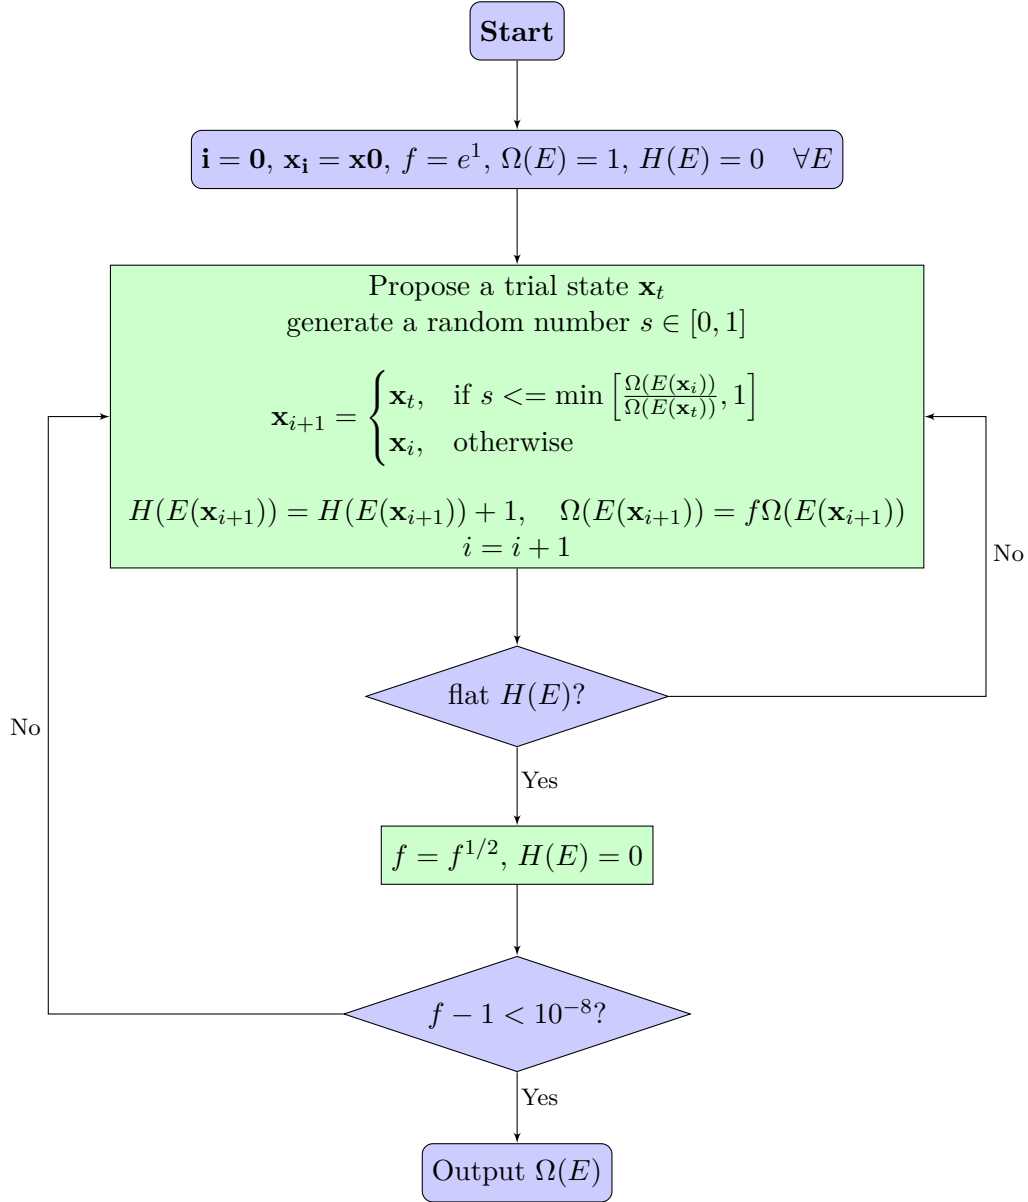 Start
i = 0, x_i = x0, f = e^1, Ω(E) = 1, H(E) = 0 ∀E
Propose a trial state x_t
generate a random number s ∈ [0, 1]
x_{i+1} = { x_t, if s <= min [ Ω(E(x_i)) / Ω(E(x_t)), 1 ]
x_i, otherwise
H(E(x_{i+1})) = H(E(x_{i+1})) + 1, Ω(E(x_{i+1})) = fΩ(E(x_{i+1}))
i = i + 1
No
flat H(E)?
No
Yes
f = f^{1/2}, H(E) = 0
f − 1 < 10^{−8}?
Yes
Output Ω(E)